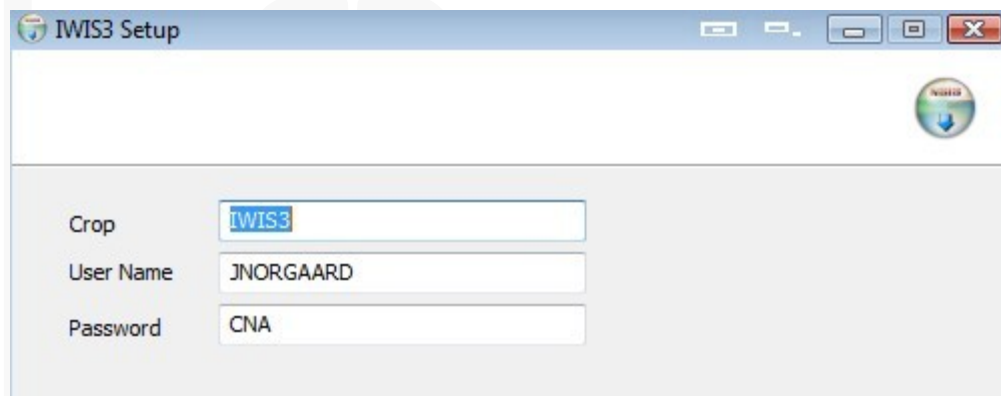 IWIS3 Setup
Crop IWIS3
User Name JNORGAARD
Password CNA